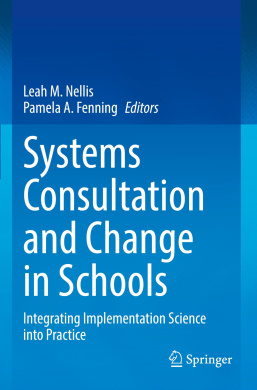 Leah M. Nellis
Pamela A. Fenning Editors
Systems
Consultation
and Change
in Schools
Integrating Implementation Science
into Practice
Springer